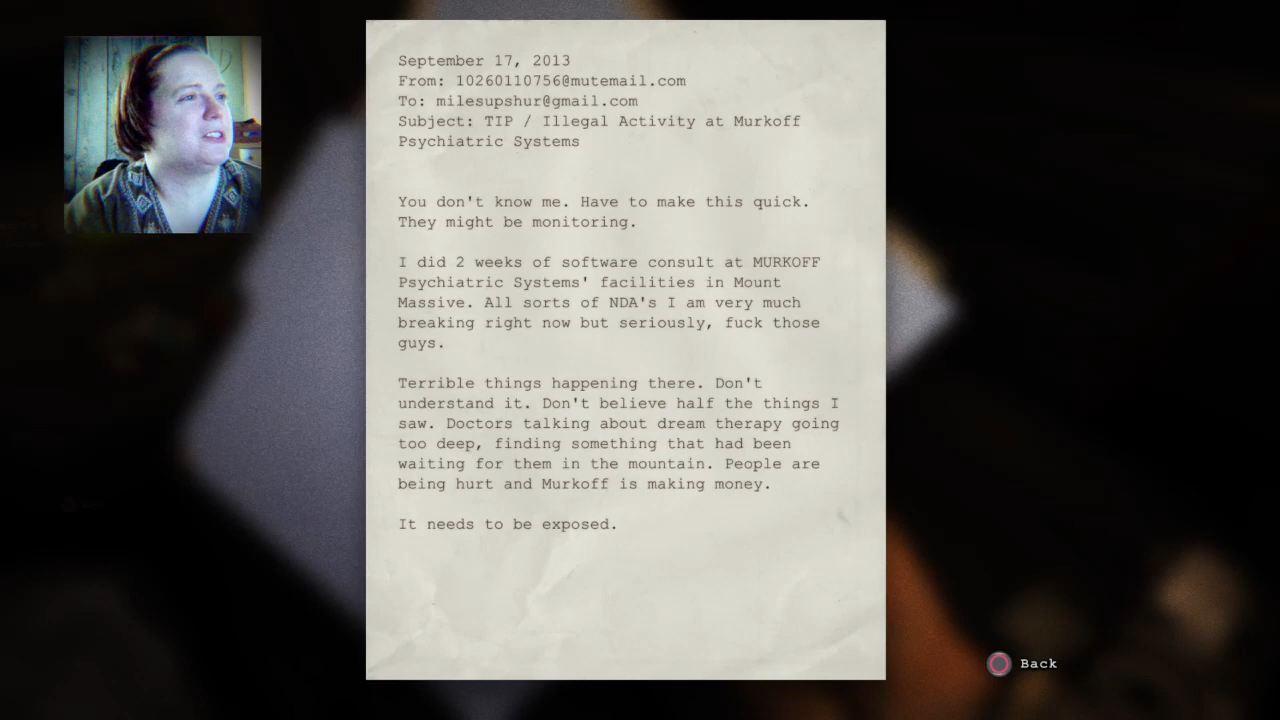 September 17, 2013
From: 10260110756@mutemail.com
To: milesupshur@gmail.com
Subject: TIP / Illegal Activity at Murkoff
Psychiatric Systems
You don't know me. Have to make this quick.
They might be monitoring.
I did 2 weeks of software consult at MURKOFF
Psychiatric Systems' facilities in Mount
Massive. All sorts of NDA's I am very much
breaking right now but seriously, fuck those
guys.
Terrible things happening there. Don't
understand it. Don't believe half the things I
saw. Doctors talking about dream therapy going
too deep, finding something that had been
waiting for them in the mountain. People are
being hurt and Murkoff is making money.
It needs to be exposed.
Back